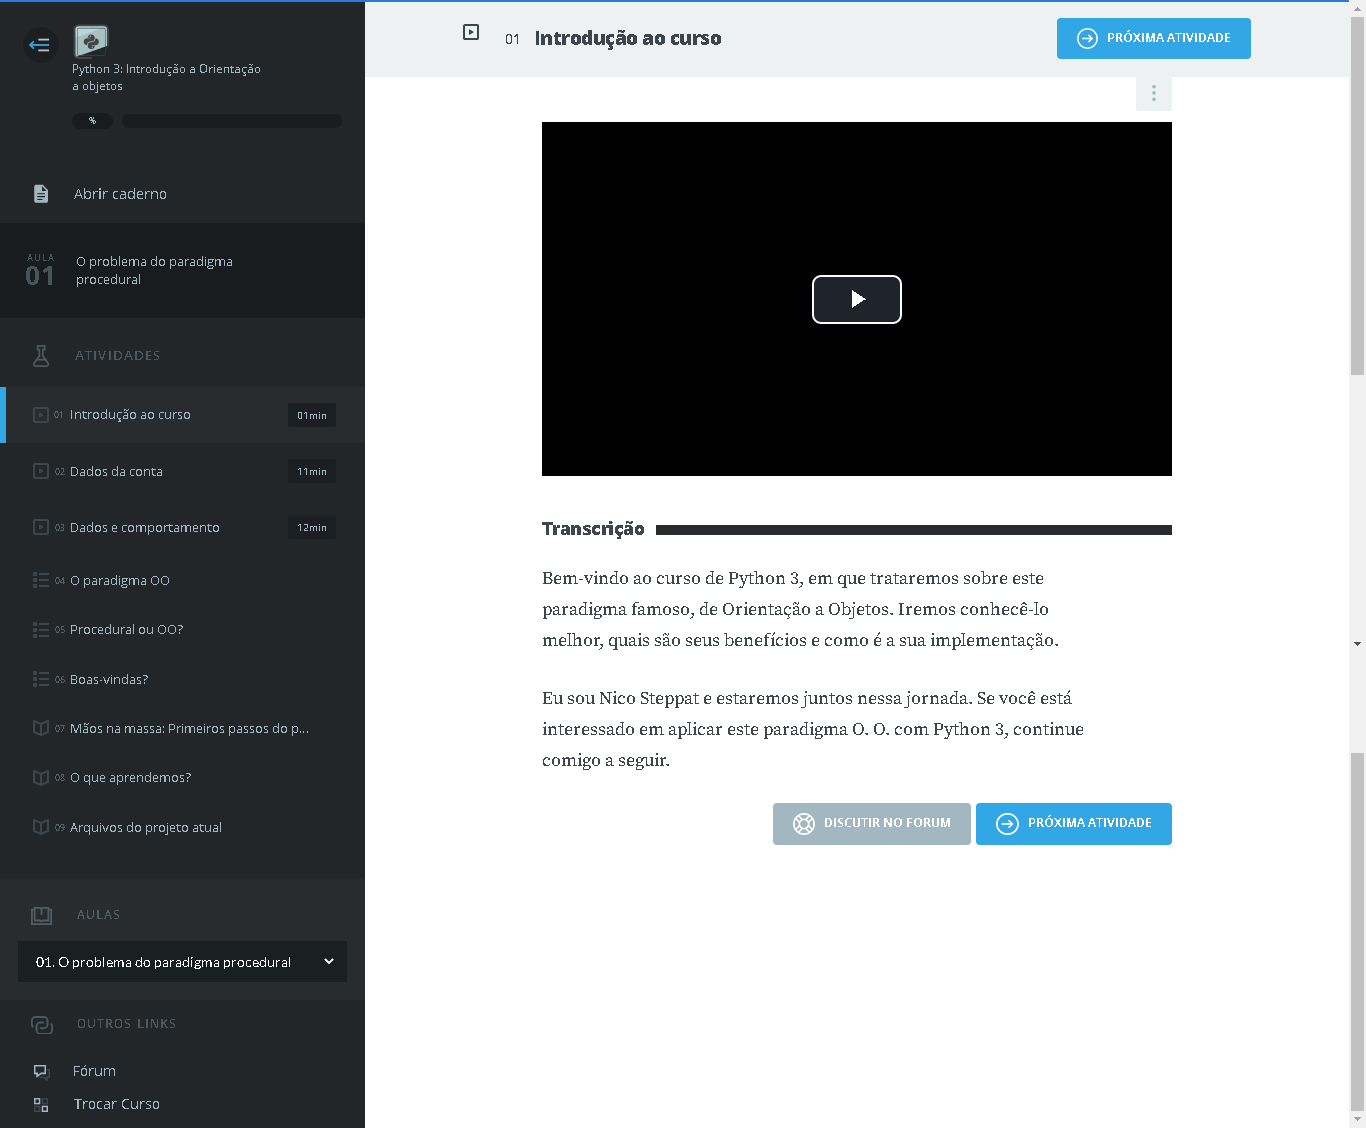 Python 3: Introdução a Orientação
a objetos
%
Abrir caderno
AULA
01
O problema do paradigma
procedural
ATIVIDADES
01 Introdução ao curso 01min
02 Dados da conta 11min
03 Dados e comportamento 12min
04 O paradigma OO
05 Procedural ou OO?
06 Boas-vindas?
07 Mãos na massa: Primeiros passos do p...
08 O que aprendemos?
09 Arquivos do projeto atual
AULAS
01. O problema do paradigma procedural
OUTROS LINKS
Fórum
Trocar Curso
01 Introdução ao curso
PRÓXIMA ATIVIDADE
Transcrição
Bem-vindo ao curso de Python 3, em que trataremos sobre este
paradigma famoso, de Orientação a Objetos. Iremos conhecê-lo
melhor, quais são seus benefícios e como é a sua implementação.
Eu sou Nico Steppat e estaremos juntos nessa jornada. Se você está
interessado em aplicar este paradigma O. O. com Python 3, continue
comigo a seguir.
DISCUTIR NO FORUM
PRÓXIMA ATIVIDADE